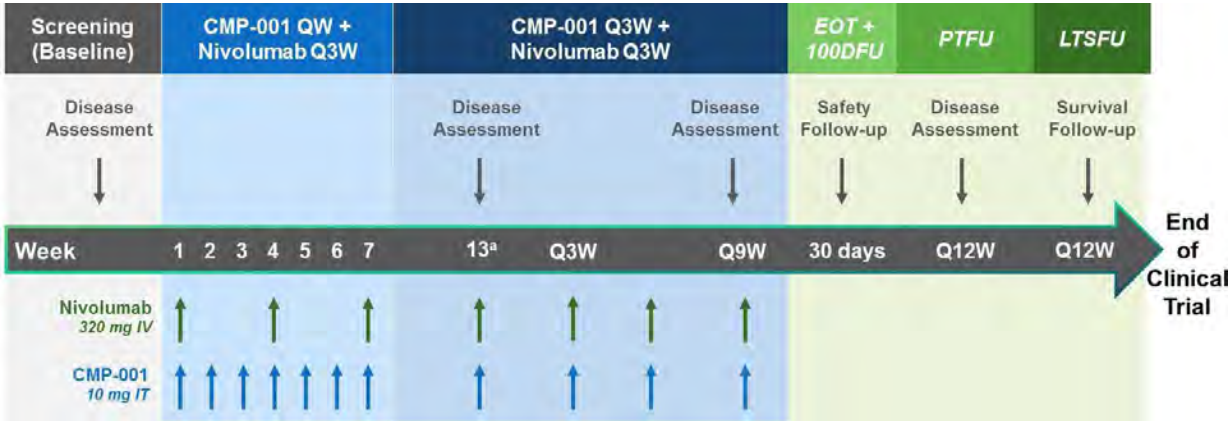 Screening
(Baseline)
CMP-001 QW +
Nivolumab Q3W
CMP-001 Q3W +
Nivolumab Q3W
EOT +
100DFU
PTFU
LTSFU
Disease
Assessment
Disease
Assessment
Disease
Assessment
Safety
Follow-up
Disease
Assessment
Survival
Follow-up
Week 1 2 3 4 5 6 7 13ª Q3W Q9W 30 days Q12W Q12W
End
of
Clinical
Trial
Nivolumab
320 mg IV
CMP-001
10 mg IT